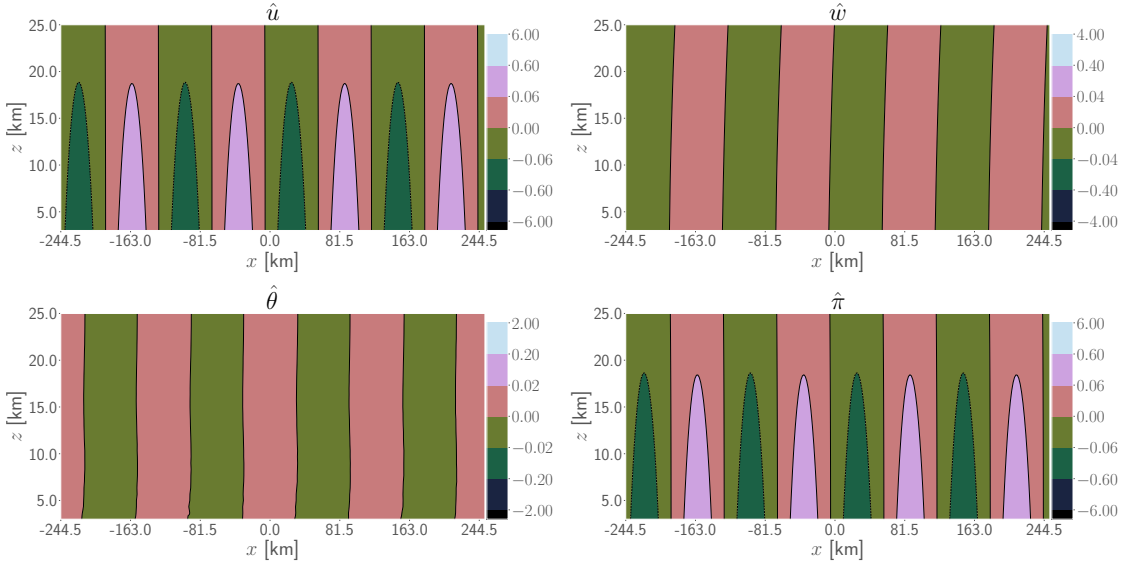 û ŵ
25.0 6.00 25.0 4.00
20.0 0.60 20.0 0.40
z [km] 15.0 0.06 z [km] 15.0 0.04
0.00 0.00
10.0 −0.06 10.0 −0.04
5.0 −0.60 5.0 −0.40
−6.00 −4.00
-244.5 -163.0 -81.5 0.0 81.5 163.0 244.5 -244.5 -163.0 -81.5 0.0 81.5 163.0 244.5
x [km] x [km]
θ̂ π̂
25.0 2.00 25.0 6.00
20.0 0.20 20.0 0.60
z [km] 15.0 0.02 z [km] 15.0 0.06
0.00 0.00
10.0 −0.02 10.0 −0.06
5.0 −0.20 5.0 −0.60
−2.00 −6.00
-244.5 -163.0 -81.5 0.0 81.5 163.0 244.5 -244.5 -163.0 -81.5 0.0 81.5 163.0 244.5
x [km] x [km]